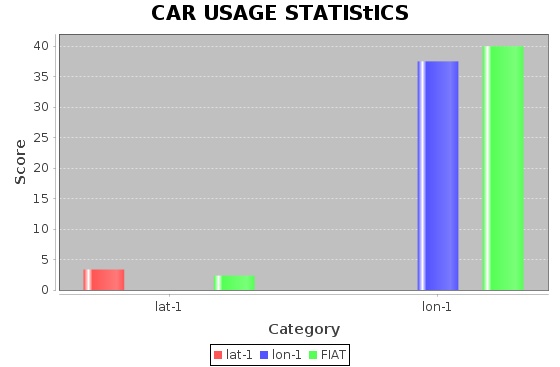 CAR USAGE STATIStICS
40
35
30
25
20
15
10
5
0
Score
lat-1 lon-1
Category
lat-1 lon-1 FIAT